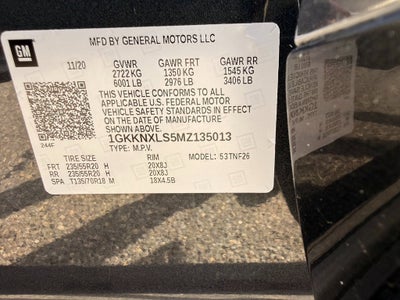 GM
MFD BY GENERAL MOTORS LLC
11/20 GVWR GAWR FRT GAWR RR
2722 KG 1350 KG 1545 KG
6001 LB 2976 LB 3406 LB
THIS VEHICLE CONFORMS TO ALL
APPLICABLE U.S. FEDERAL MOTOR
VEHICLE SAFETY STANDARDS IN EFFECT
ON THE DATE OF MANUFACTURE
SHOWN ABOVE.
1GKKNXLS5MZ135013
244F TYPE: M.P.V. MODEL: 53TNF26
TIRE SIZE RIM
FRT 235/55R20 H 20X8J
RR 235/55R20 H 20X8J
SPA T135/70R18 M 18X4.5B